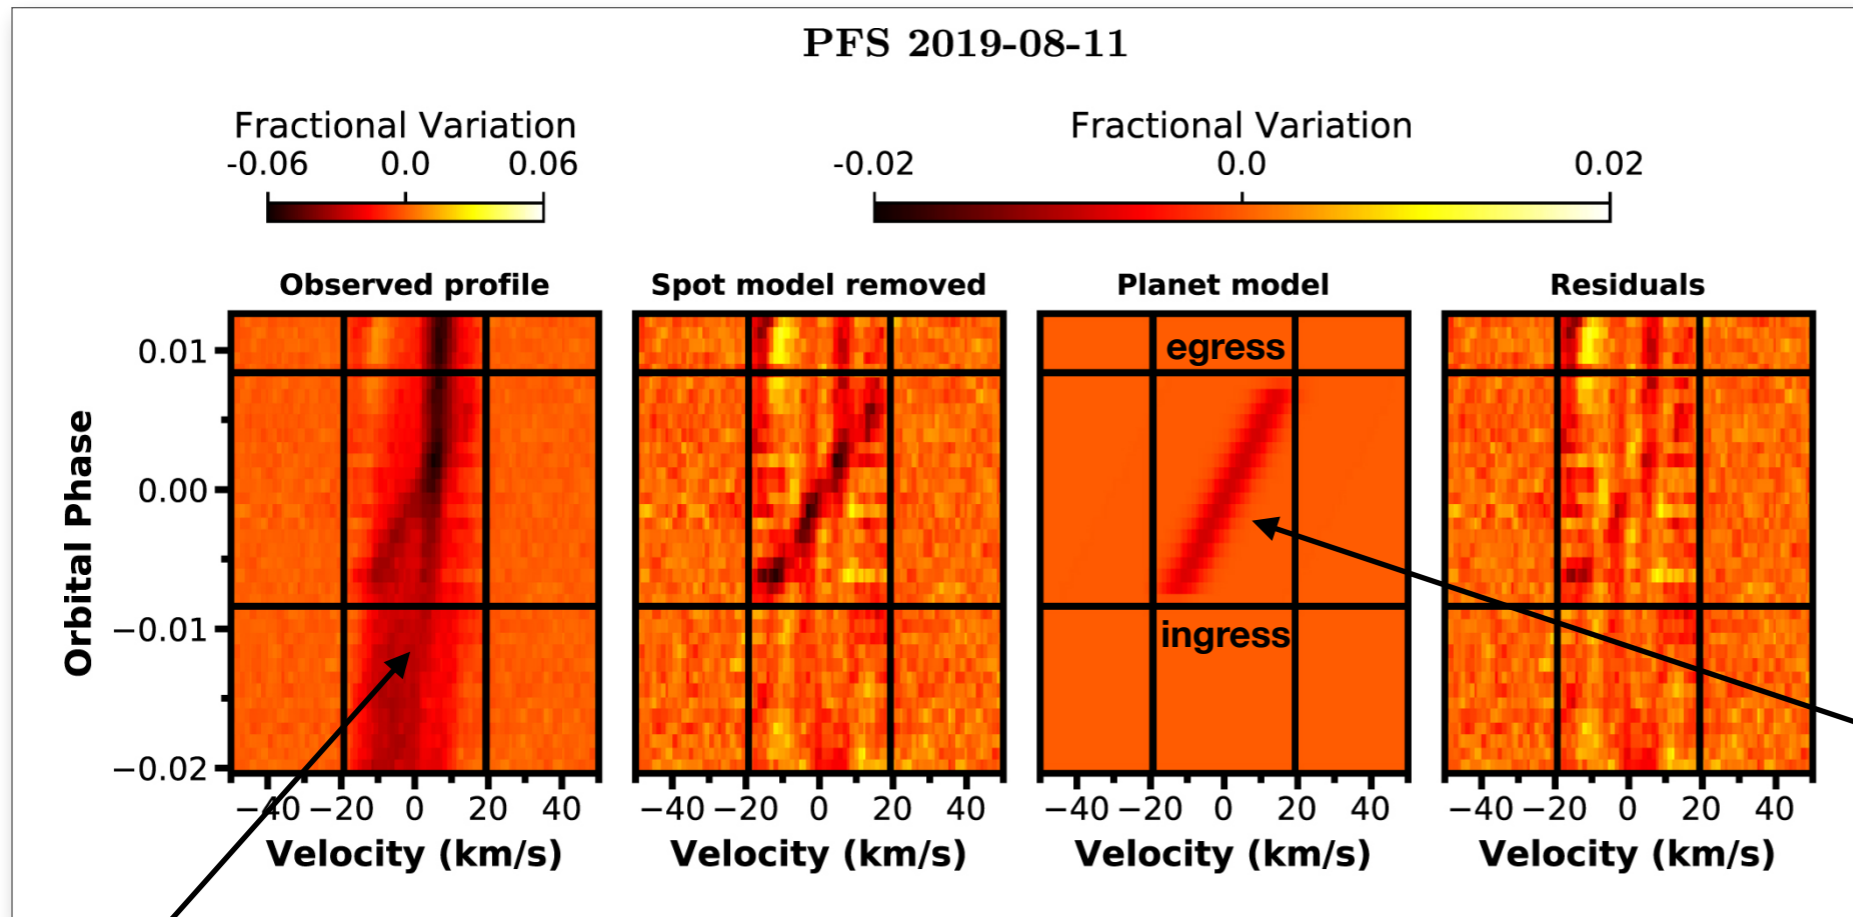 PFS 2019-08-11
Fractional Variation
-0.06 0.0 0.06
Fractional Variation
-0.02 0.0 0.02
Observed profile
Spot model removed
Planet model
Residuals
Orbital Phase
0.01
0.00
−0.01
−0.02
egress
ingress
−40 −20 0 20 40
−40 −20 0 20 40
−40 −20 0 20 40
−40 −20 0 20 40
Velocity (km/s)
Velocity (km/s)
Velocity (km/s)
Velocity (km/s)